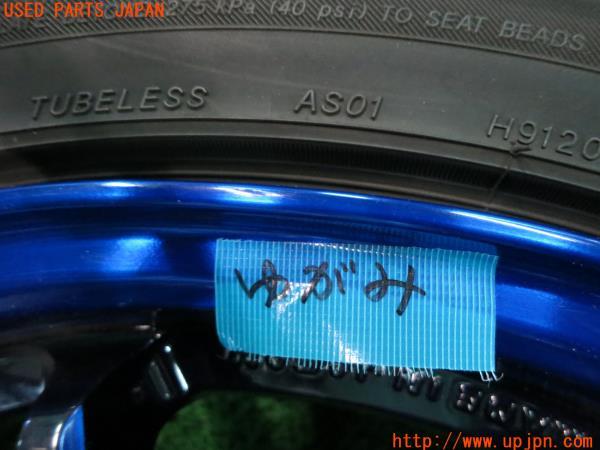 USED PARTS JAPAN
275 kPa (40 psi) TO SEAT BEADS
TUBELESS AS01 H9120
ゆがみ
http://www.upjpn.com/